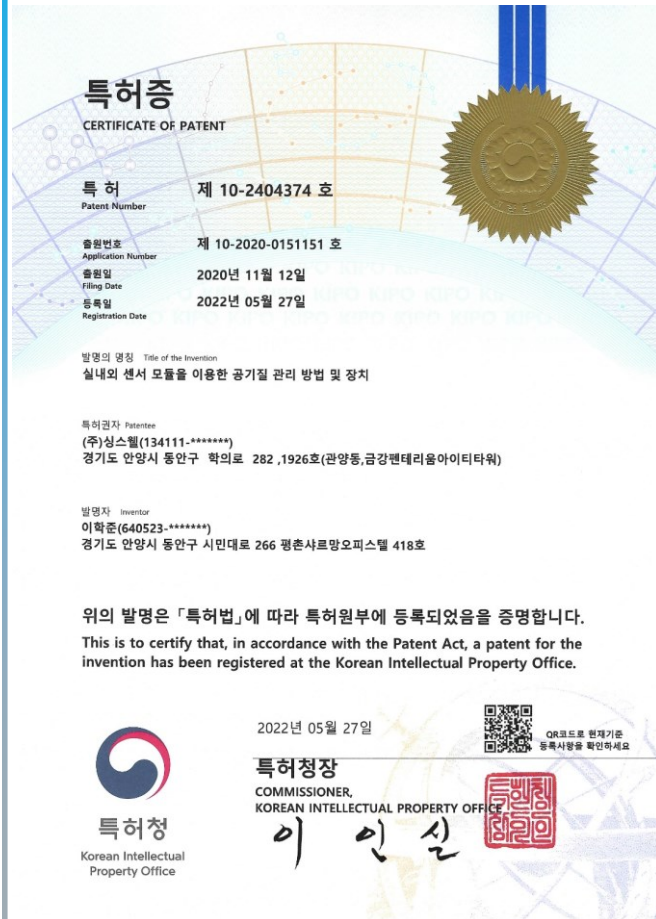 특허증
CERTIFICATE OF PATENT
특 허 제 10-2404374 호
Patent Number
출원번호 제 10-2020-0151151 호
Application Number
출원일 2020년 11월 12일
Filing Date
등록일 2022년 05월 27일
Registration Date
발명의 명칭 Title of the Invention
실내외 센서 모듈을 이용한 공기질 관리 방법 및 장치
특허권자 Patentee
(주)싱스웰(134111-*******)
경기도 안양시 동안구 학의로 282 ,1926호(관양동,금강펜테리움아이티타워)
발명자 Inventor
이학준(640523-*******)
경기도 안양시 동안구 시민대로 266 평촌샤르망오피스텔 418호
위의 발명은 「특허법」에 따라 특허원부에 등록되었음을 증명합니다.
This is to certify that, in accordance with the Patent Act, a patent for the
invention has been registered at the Korean Intellectual Property Office.
2022년 05월 27일
QR코드로 현재기준
등록사항을 확인하세요
특허청장
COMMISSIONER,
KOREAN INTELLECTUAL PROPERTY OFFICE
이 인 실
특허청
Korean Intellectual
Property Office